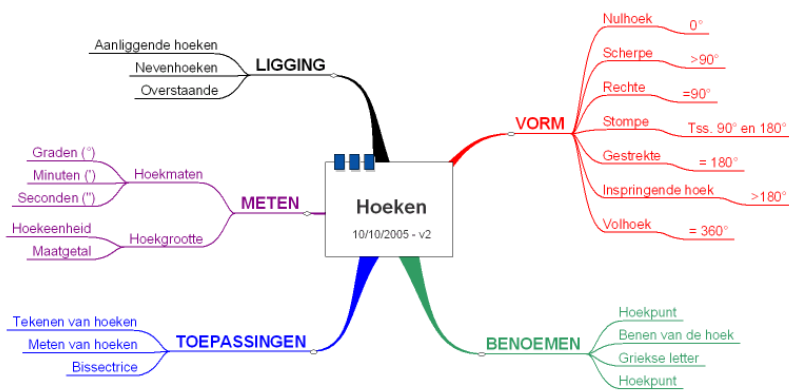 Hoeken
10/10/2005 - v2
LIGGING
Aanliggende hoeken
Nevenhoeken
Overstaande
METEN
Hoekmaten
Graden (°)
Minuten (')
Seconden (")
Hoekgrootte
Hoekeenheid
Maatgetal
TOEPASSINGEN
Tekenen van hoeken
Meten van hoeken
Bissectrice
VORM
Nulhoek 0°
Scherpe >90°
Rechte =90°
Stompe Tss. 90° en 180°
Gestrekte = 180°
Inspringende hoek >180°
Volhoek = 360°
BENOEMEN
Hoekpunt
Benen van de hoek
Griekse letter
Hoekpunt